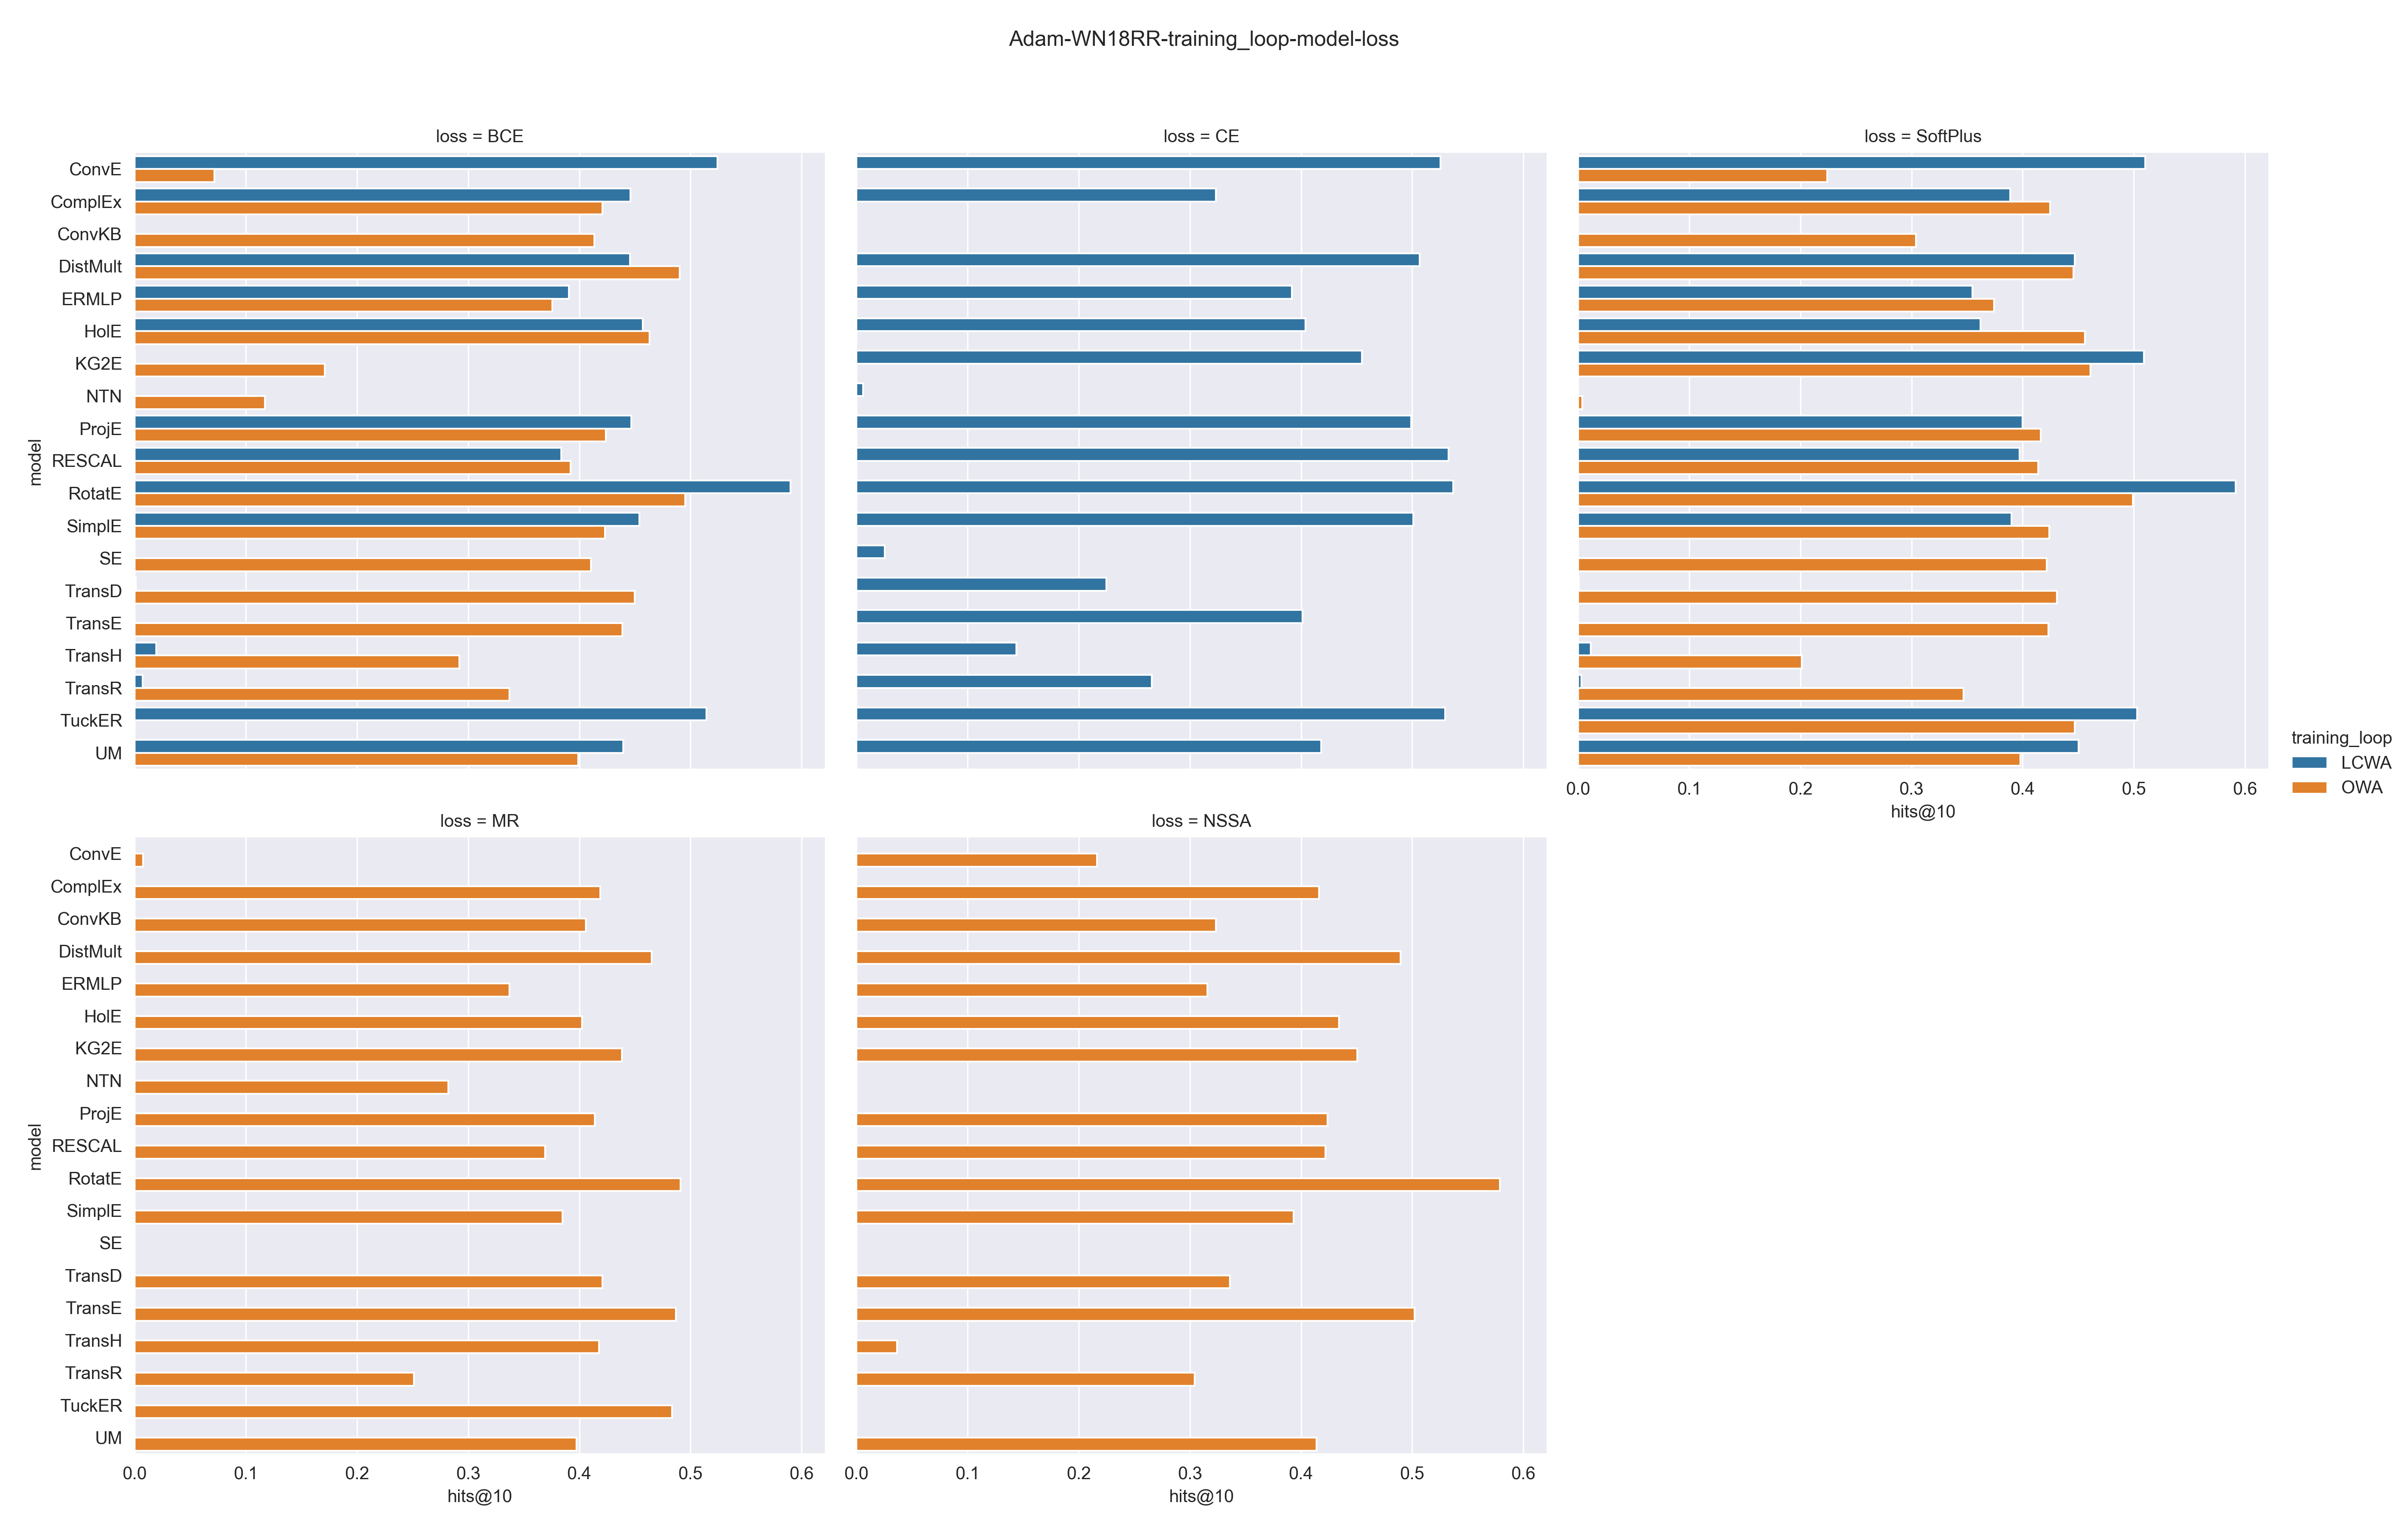 Adam-WN18RR-training_loop-model-loss
loss = BCE
loss = CE
loss = SoftPlus
model
ConvE
ComplEx
ConvKB
DistMult
ERMLP
HolE
KG2E
NTN
ProjE
RESCAL
RotatE
SimplE
SE
TransD
TransE
TransH
TransR
TuckER
UM
0.0 0.1 0.2 0.3 0.4 0.5 0.6
hits@10
training_loop
LCWA
OWA
loss = MR
loss = NSSA
model
ConvE
ComplEx
ConvKB
DistMult
ERMLP
HolE
KG2E
NTN
ProjE
RESCAL
RotatE
SimplE
SE
TransD
TransE
TransH
TransR
TuckER
UM
0.0 0.1 0.2 0.3 0.4 0.5 0.6
hits@10
0.0 0.1 0.2 0.3 0.4 0.5 0.6
hits@10